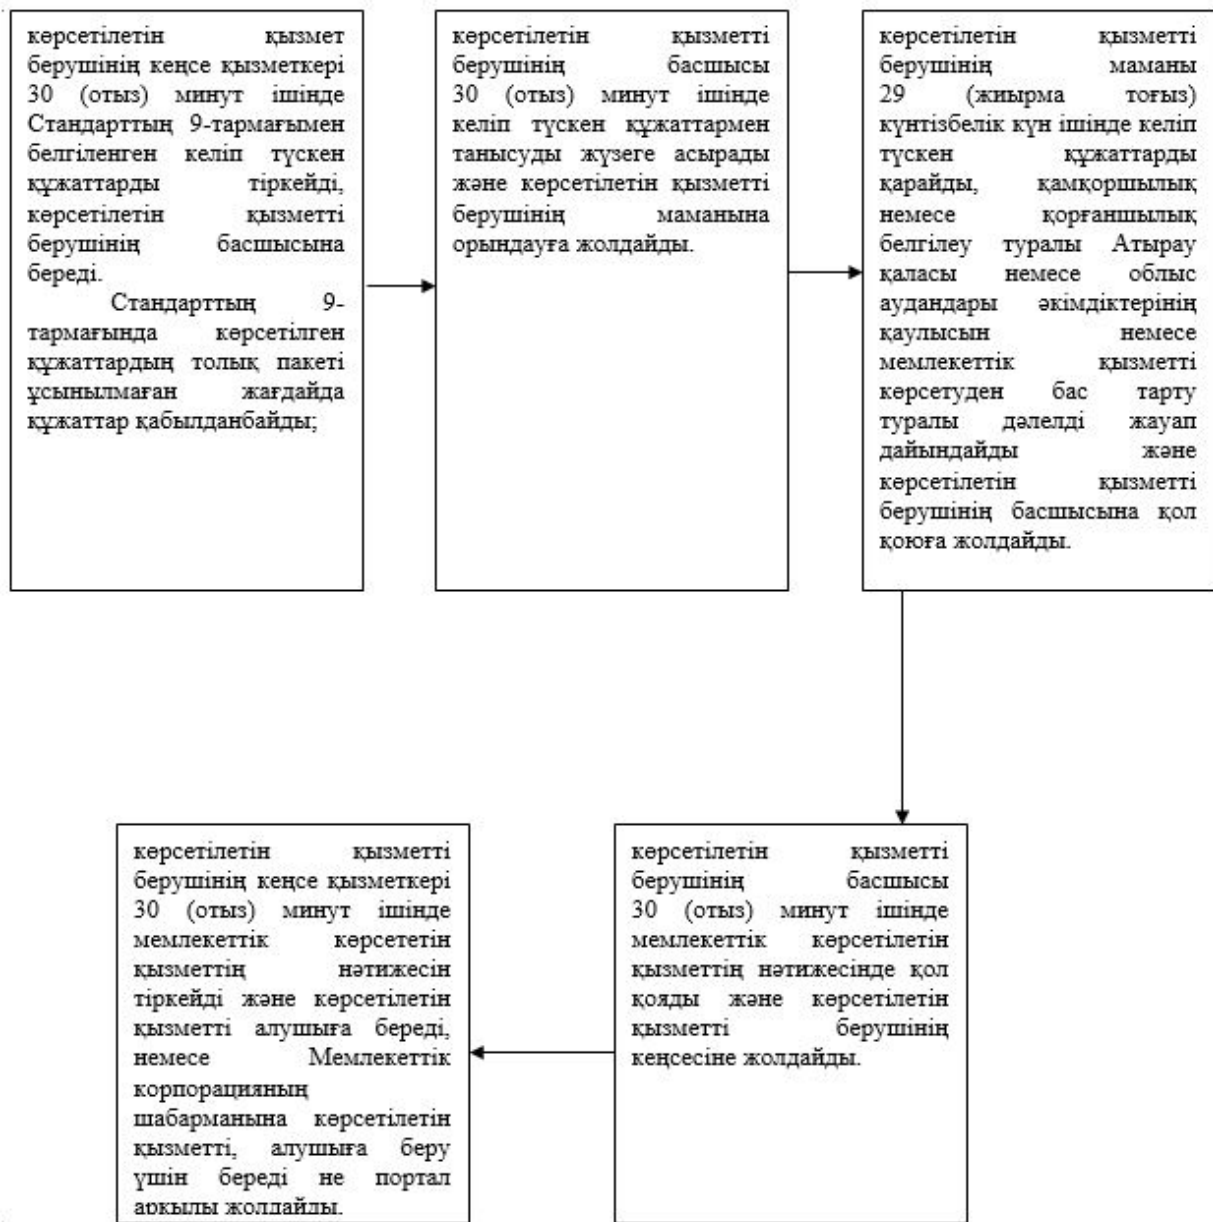 көрсетілетін қызмет
берушінің кеңсе қызметкері
30 (отыз) минут ішінде
Стандарттың 9-тармағымен
белгіленген келіп түскен
құжаттарды тіркейді,
көрсетілетін қызметті
берушінің басшысына
береді.
Стандарттың 9-
тармағында көрсетілген
құжаттардың толық пакеті
ұсынылмаған жағдайда
құжаттар қабылданбайды;
көрсетілетін қызметті
берушінің басшысы
30 (отыз) минут ішінде
келіп түскен құжаттармен
танысуды жүзеге асырады
және көрсетілетін қызметті
берушінің маманына
орындауға жолдайды.
көрсетілетін қызметті
берушінің маманы
29 (жиырма тоғыз)
күнтізбелік күн ішінде келіп
түскен құжаттарды
қарайды, қамқоршылық
немесе қорғаншылық
белгілеу туралы Атырау
қаласы немесе облыс
аудандары әкімдіктерінің
қаулысын немесе
мемлекеттік қызметті
көрсетуден бас тарту
туралы дәлелді жауап
дайындайды және
көрсетілетін қызметті
берушінің басшысына қол
қоюға жолдайды.
көрсетілетін қызметті
берушінің басшысы
30 (отыз) минут ішінде
мемлекеттік көрсетілетін
қызметтің нәтижесінде қол
қояды және көрсетілетін
қызметті берушінің
кеңсесіне жолдайды.
көрсетілетін қызметті
берушінің кеңсе қызметкері
30 (отыз) минут ішінде
мемлекеттік көрсететін
қызметтің нәтижесін
тіркейді және көрсетілетін
қызметті алушыға береді,
немесе Мемлекеттік
корпорацияның
шабарманына көрсетілетін
қызметті, алушыға беру
үшін береді не портал
арқылы жолдайды.